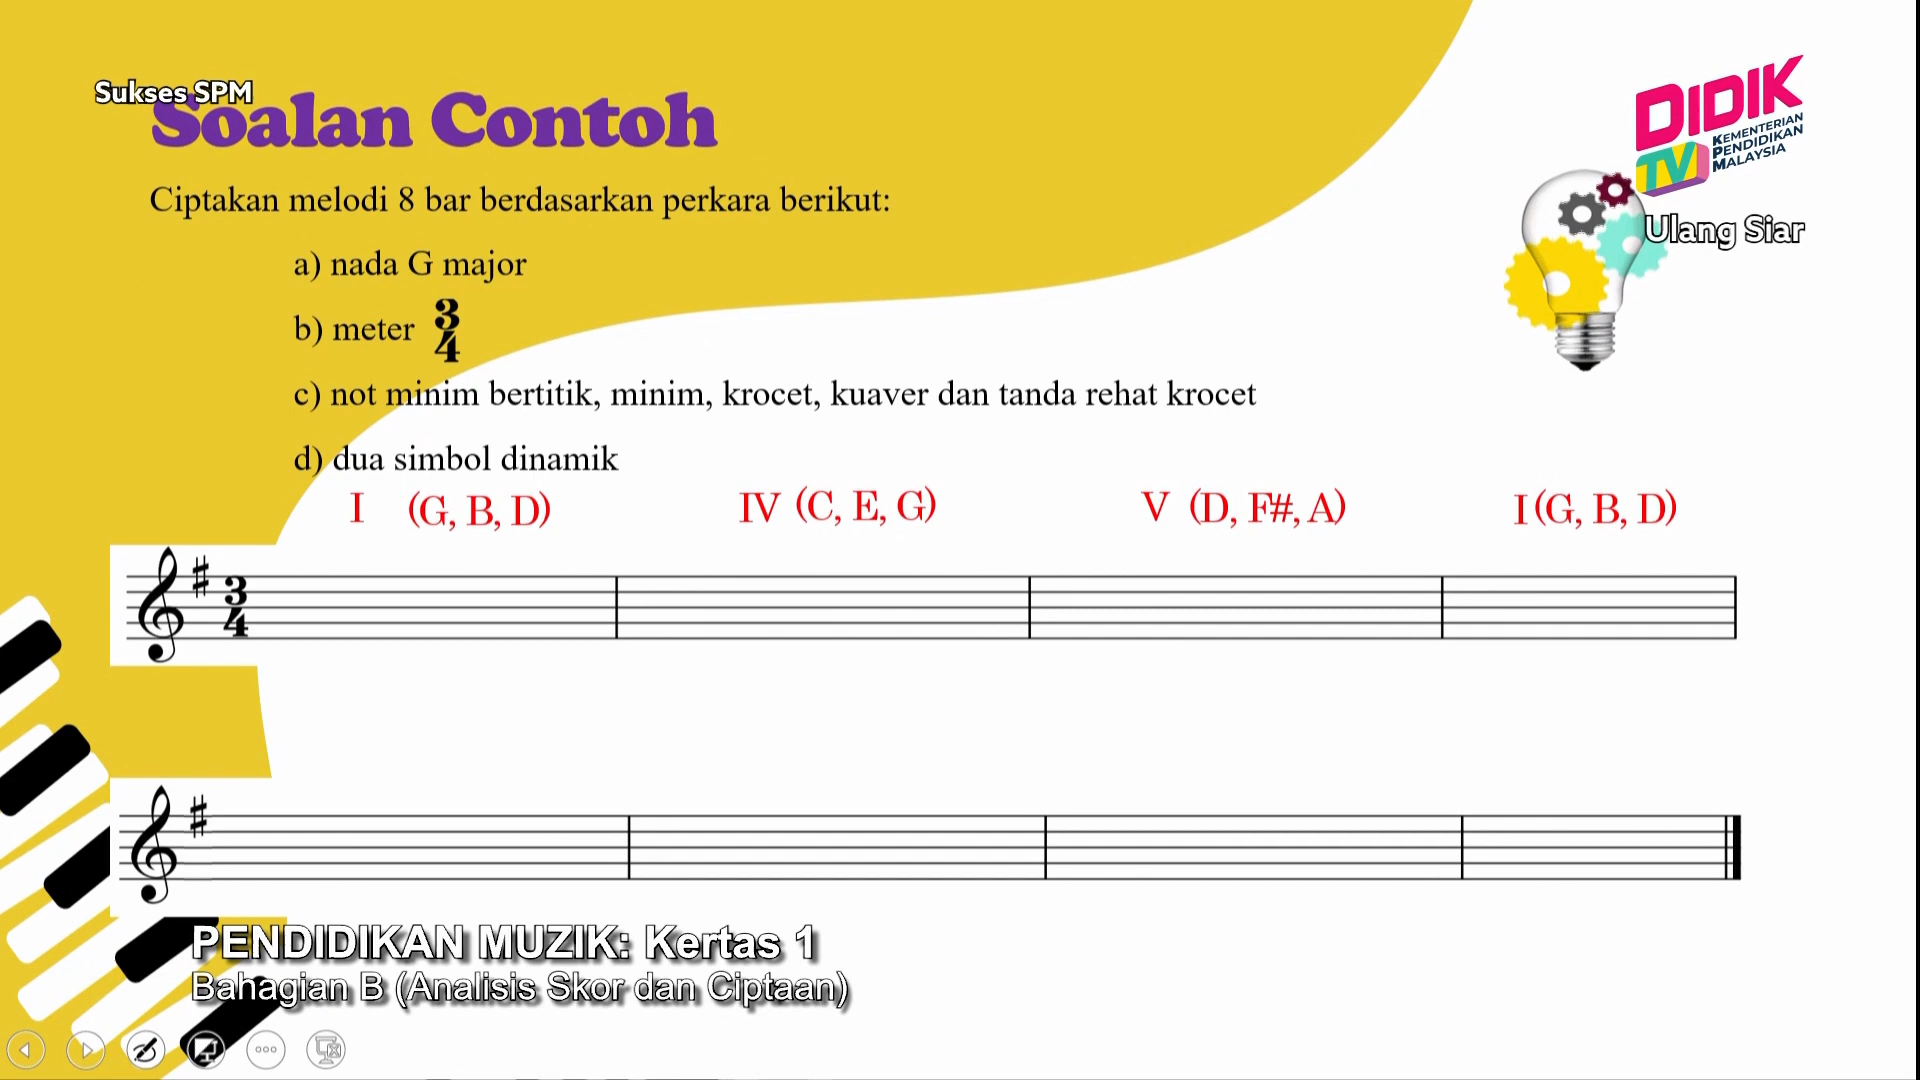 Sukses SPM
Soalan Contoh
DIDIK
TV
KEMENTERIAN
PENDIDIKAN
MALAYSIA
Ulang Siar
Ciptakan melodi 8 bar berdasarkan perkara berikut:
a) nada G major
b) meter 3/4
c) not minim bertitik, minim, krocet, kuaver dan tanda rehat krocet
d) dua simbol dinamik
I (G, B, D) IV (C, E, G) V (D, F#, A) I (G, B, D)
3
4
PENDIDIKAN MUZIK: Kertas 1
Bahagian B (Analisis Skor dan Ciptaan)